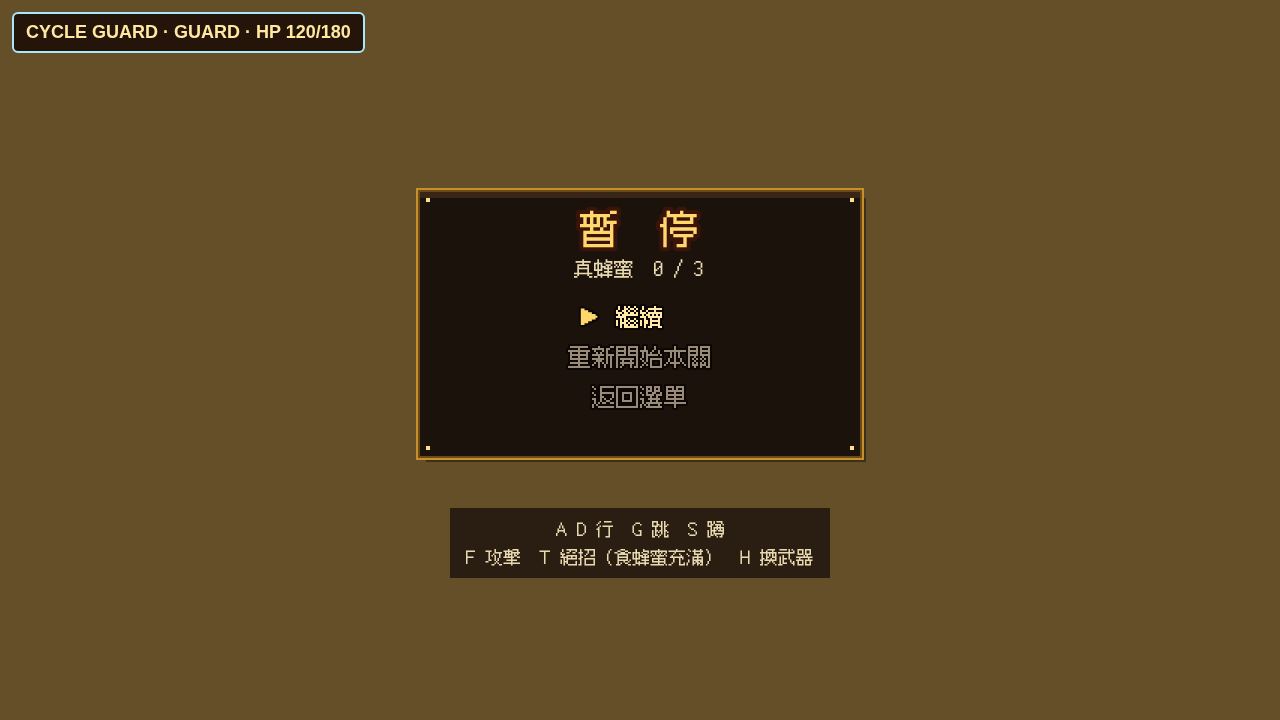 CYCLE GUARD · GUARD · HP 120/180
暫 停
真蜂蜜 0 / 3
▶ 繼續
重新開始本關
返回選單
A D 行 G 跳 S 蹲
F 攻擊 T 絕招（食蜂蜜充滿） H 換武器